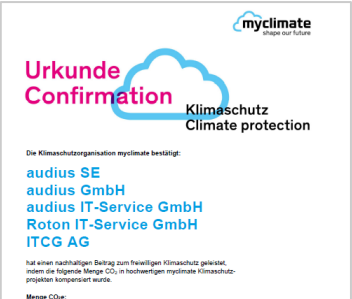 myclimate
shape our future
Urkunde
Confirmation
Klimaschutz
Climate protection
Die Klimaschutzorganisation myclimate bestätigt:
audius SE
audius GmbH
audius IT-Service GmbH
Roton IT-Service GmbH
ITCG AG
hat einen nachhaltigen Beitrag zum freiwilligen Klimaschutz geleistet,
indem die folgende Menge CO₂ in hochwertigen myclimate Klimaschutz-
projekten kompensiert wurde.
Menge CO₂e: